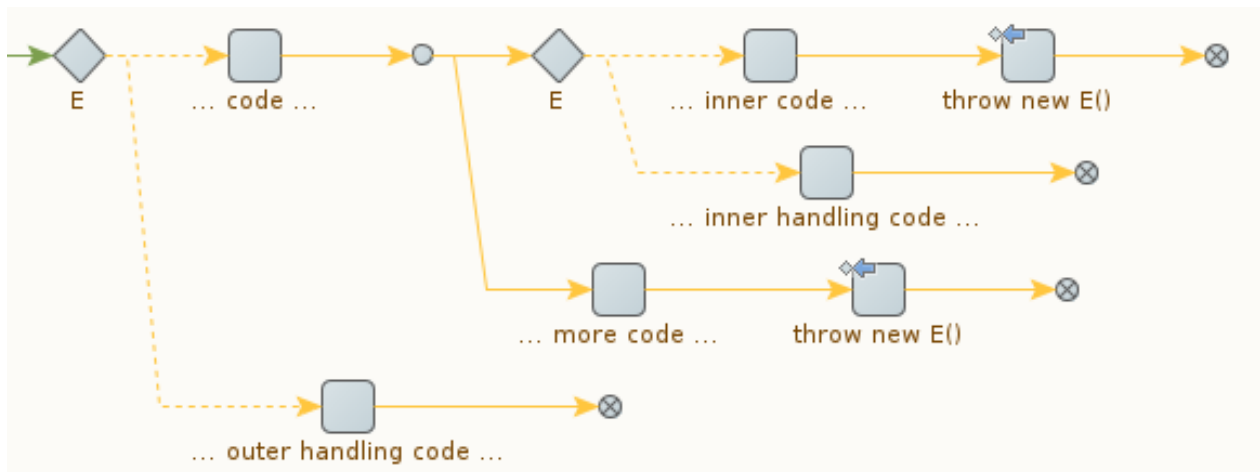 E
... code ...
E
... inner code ...
throw new E()
... inner handling code ...
... more code ...
throw new E()
... outer handling code ...